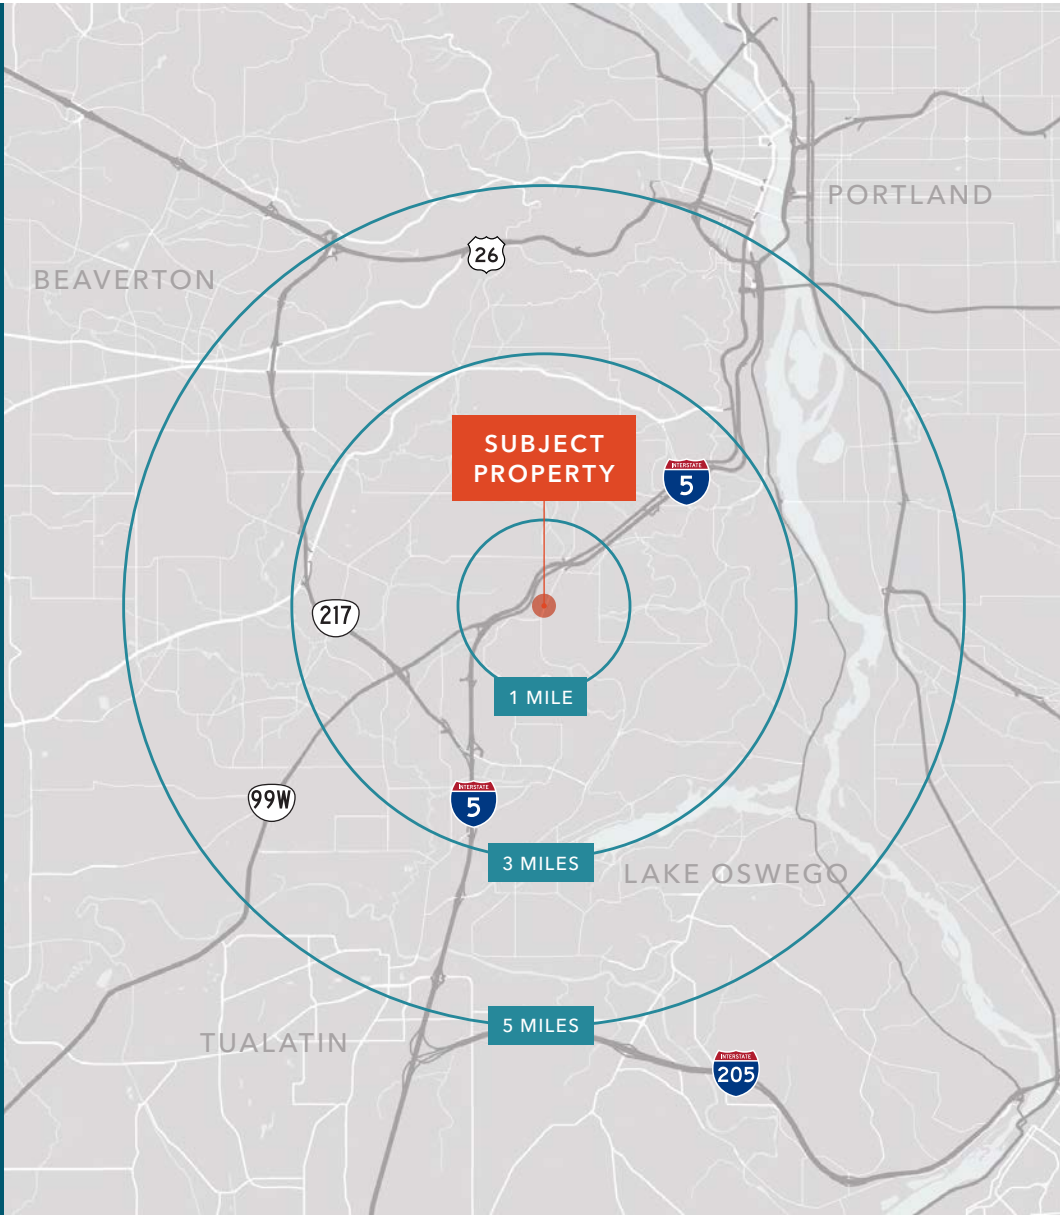 PORTLAND
26
BEAVERTON
SUBJECT
PROPERTY
INTERSTATE
5
217
1 MILE
INTERSTATE
5
99W
3 MILES
LAKE OSWEGO
5 MILES
TUALATIN
INTERSTATE
205